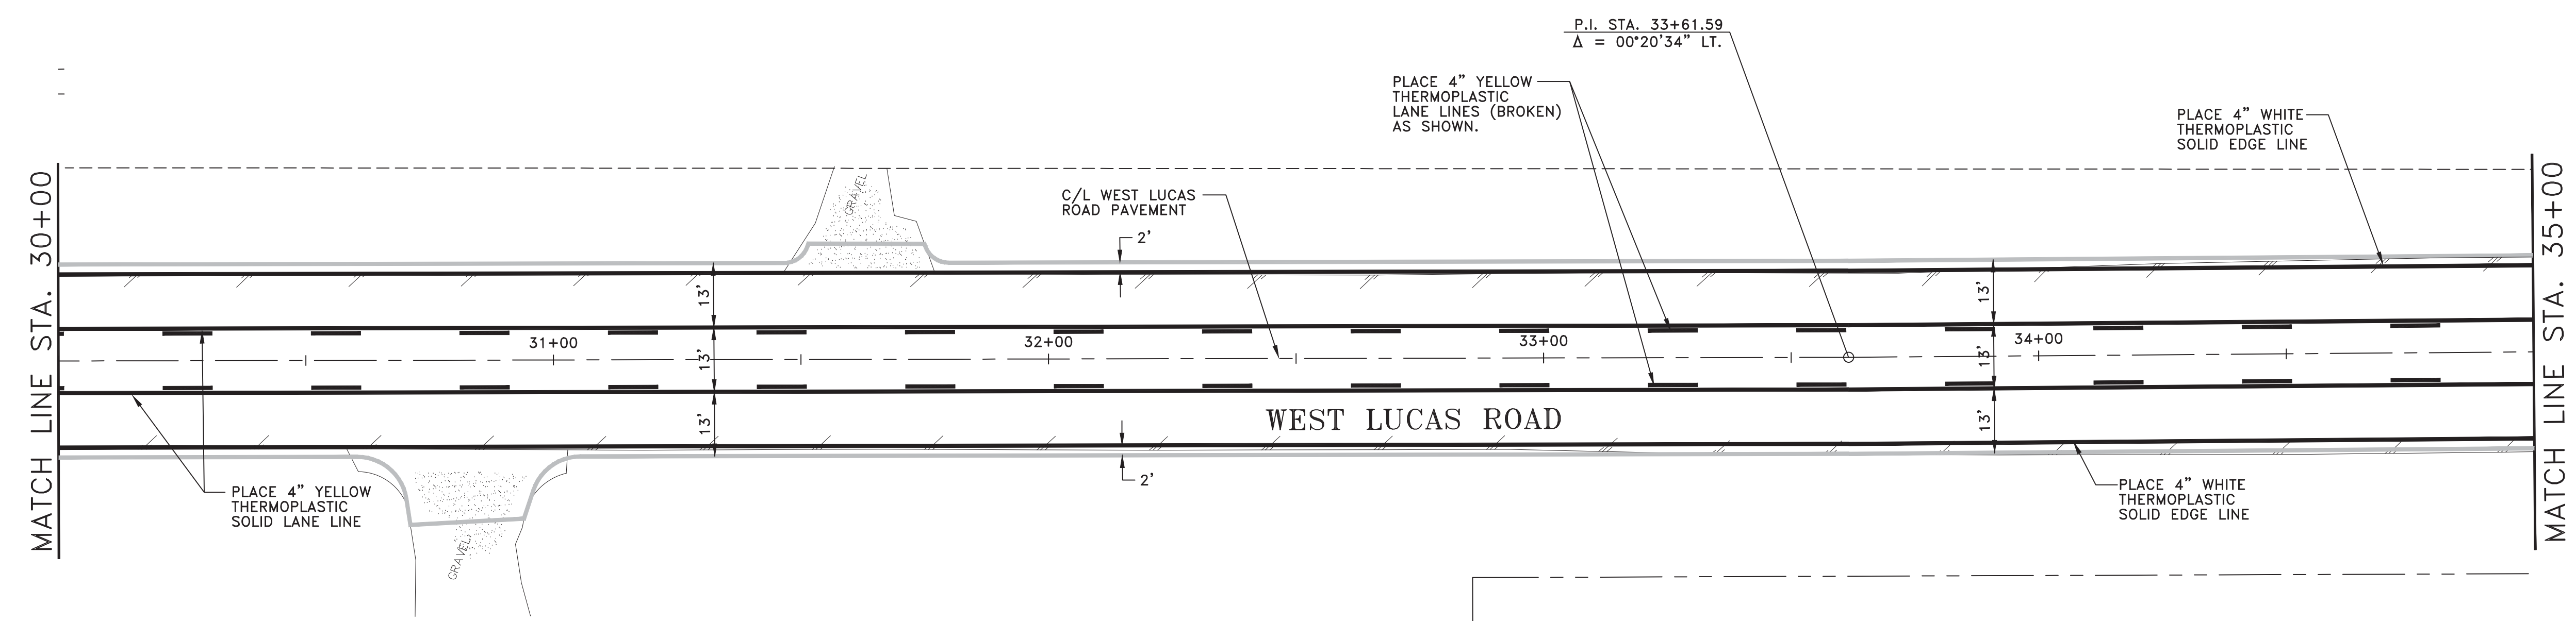 P.I. STA. 33+61.59
Δ = 00°20'34" LT.
PLACE 4" YELLOW
THERMOPLASTIC
LANE LINES (BROKEN)
AS SHOWN.
PLACE 4" WHITE
THERMOPLASTIC
SOLID EDGE LINE
MATCH LINE STA. 30+00
GRAVEL
C/L WEST LUCAS
ROAD PAVEMENT
2'
MATCH LINE STA. 35+00
13'
13'
31+00
32+00
33+00
34+00
13'
13'
13'
13'
WEST LUCAS ROAD
2'
PLACE 4" YELLOW
THERMOPLASTIC
SOLID LANE LINE
PLACE 4" WHITE
THERMOPLASTIC
SOLID EDGE LINE
GRAVEL